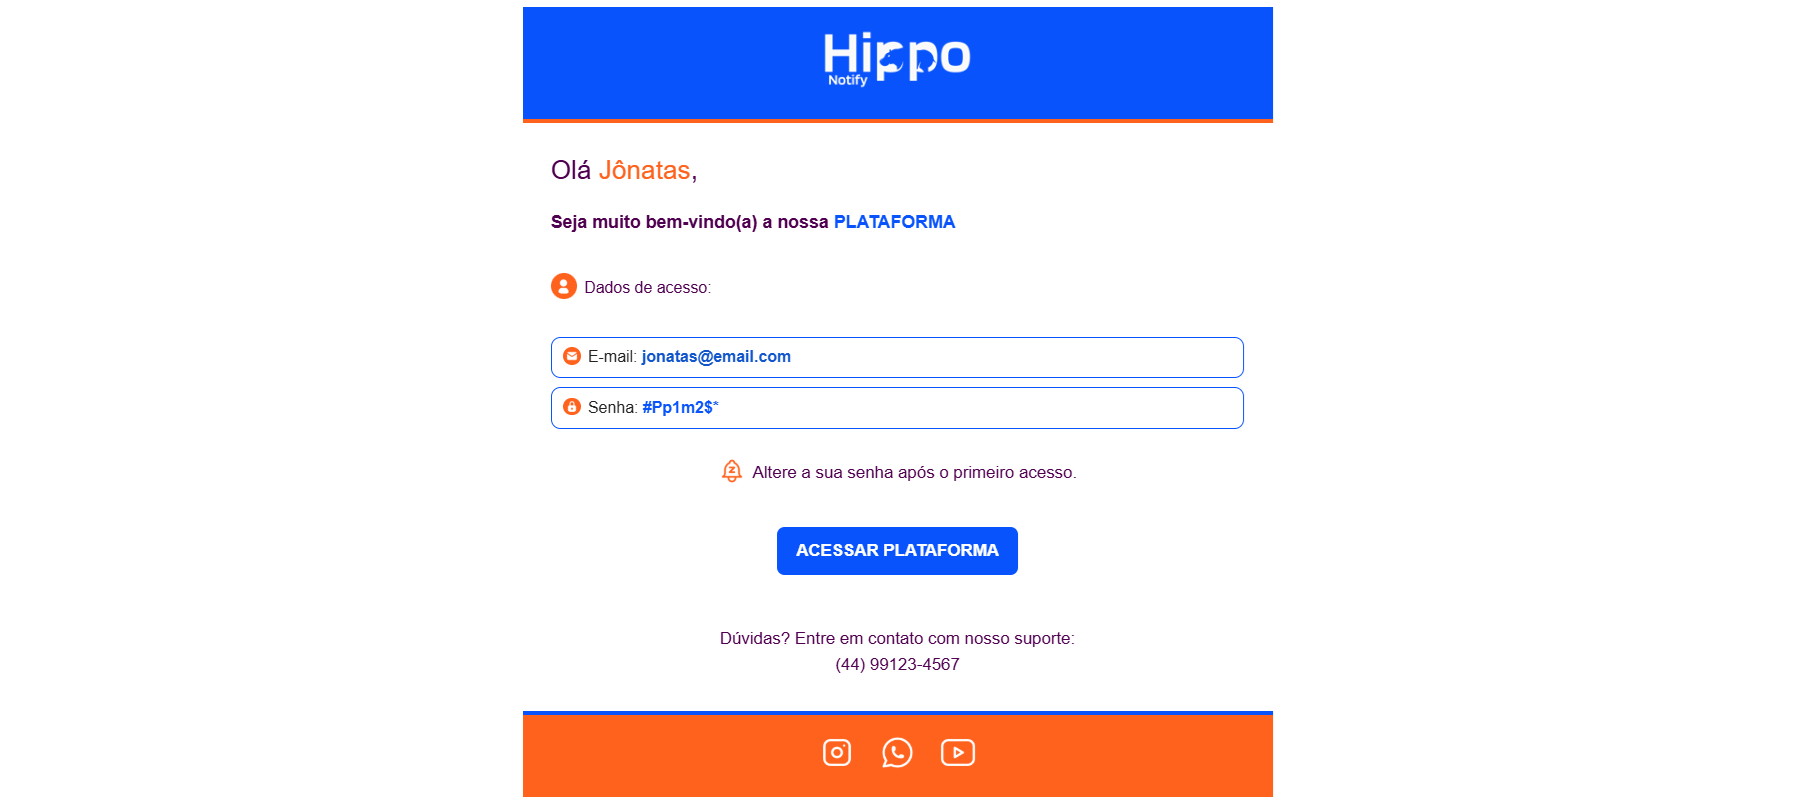 Hippo
Notify
Olá Jônatas,
Seja muito bem-vindo(a) a nossa PLATAFORMA
Dados de acesso:
E-mail: jonatas@email.com
Senha: #Pp1m2$*
Altere a sua senha após o primeiro acesso.
ACESSAR PLATAFORMA
Dúvidas? Entre em contato com nosso suporte:
(44) 99123-4567